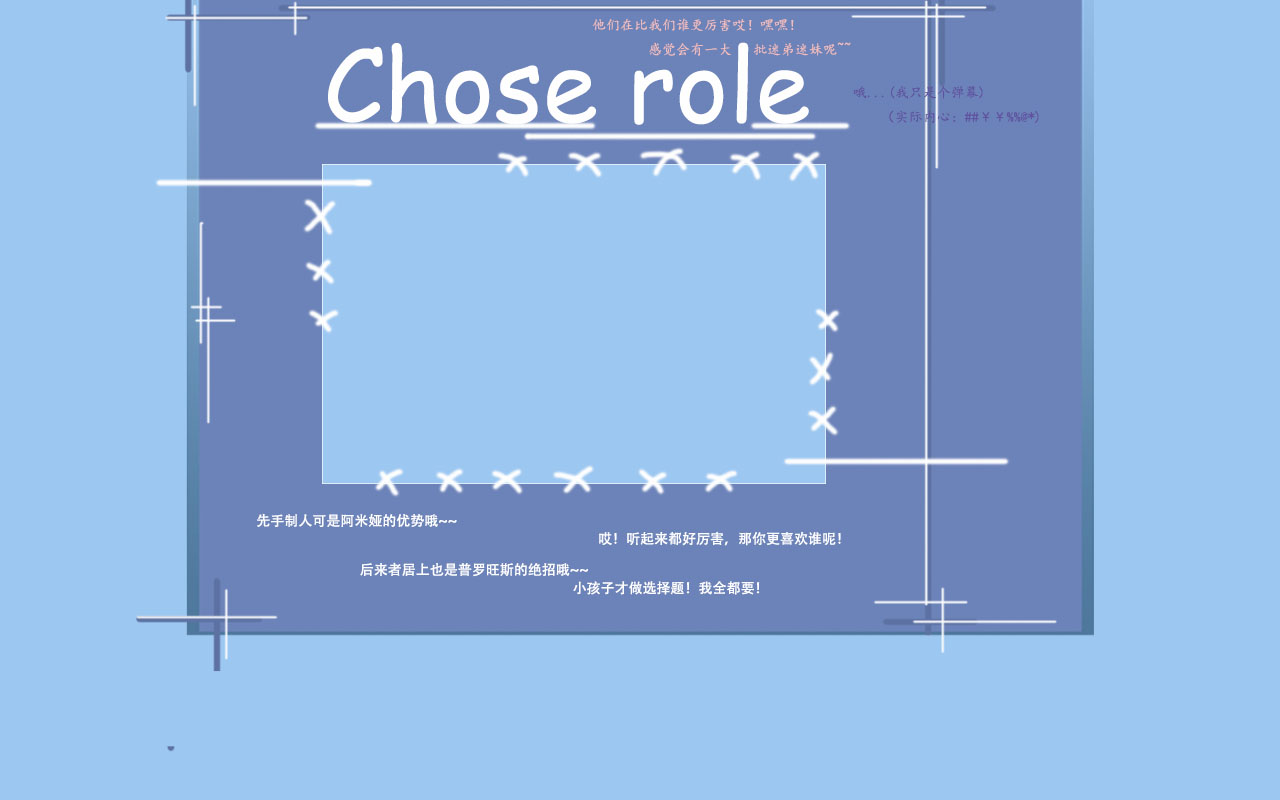 他们在比我们谁更厉害哎！嘿嘿！
感觉会有一大 批迷弟迷妹呢~~
Chose role
哦...(我只是个弹幕)
(实际内心：##￥￥%%@*)
先手制人可是阿米娅的优势哦~~
哎！听起来都好厉害，那你更喜欢谁呢！
后来者居上也是普罗旺斯的绝招哦~~
小孩子才做选择题！我全都要！